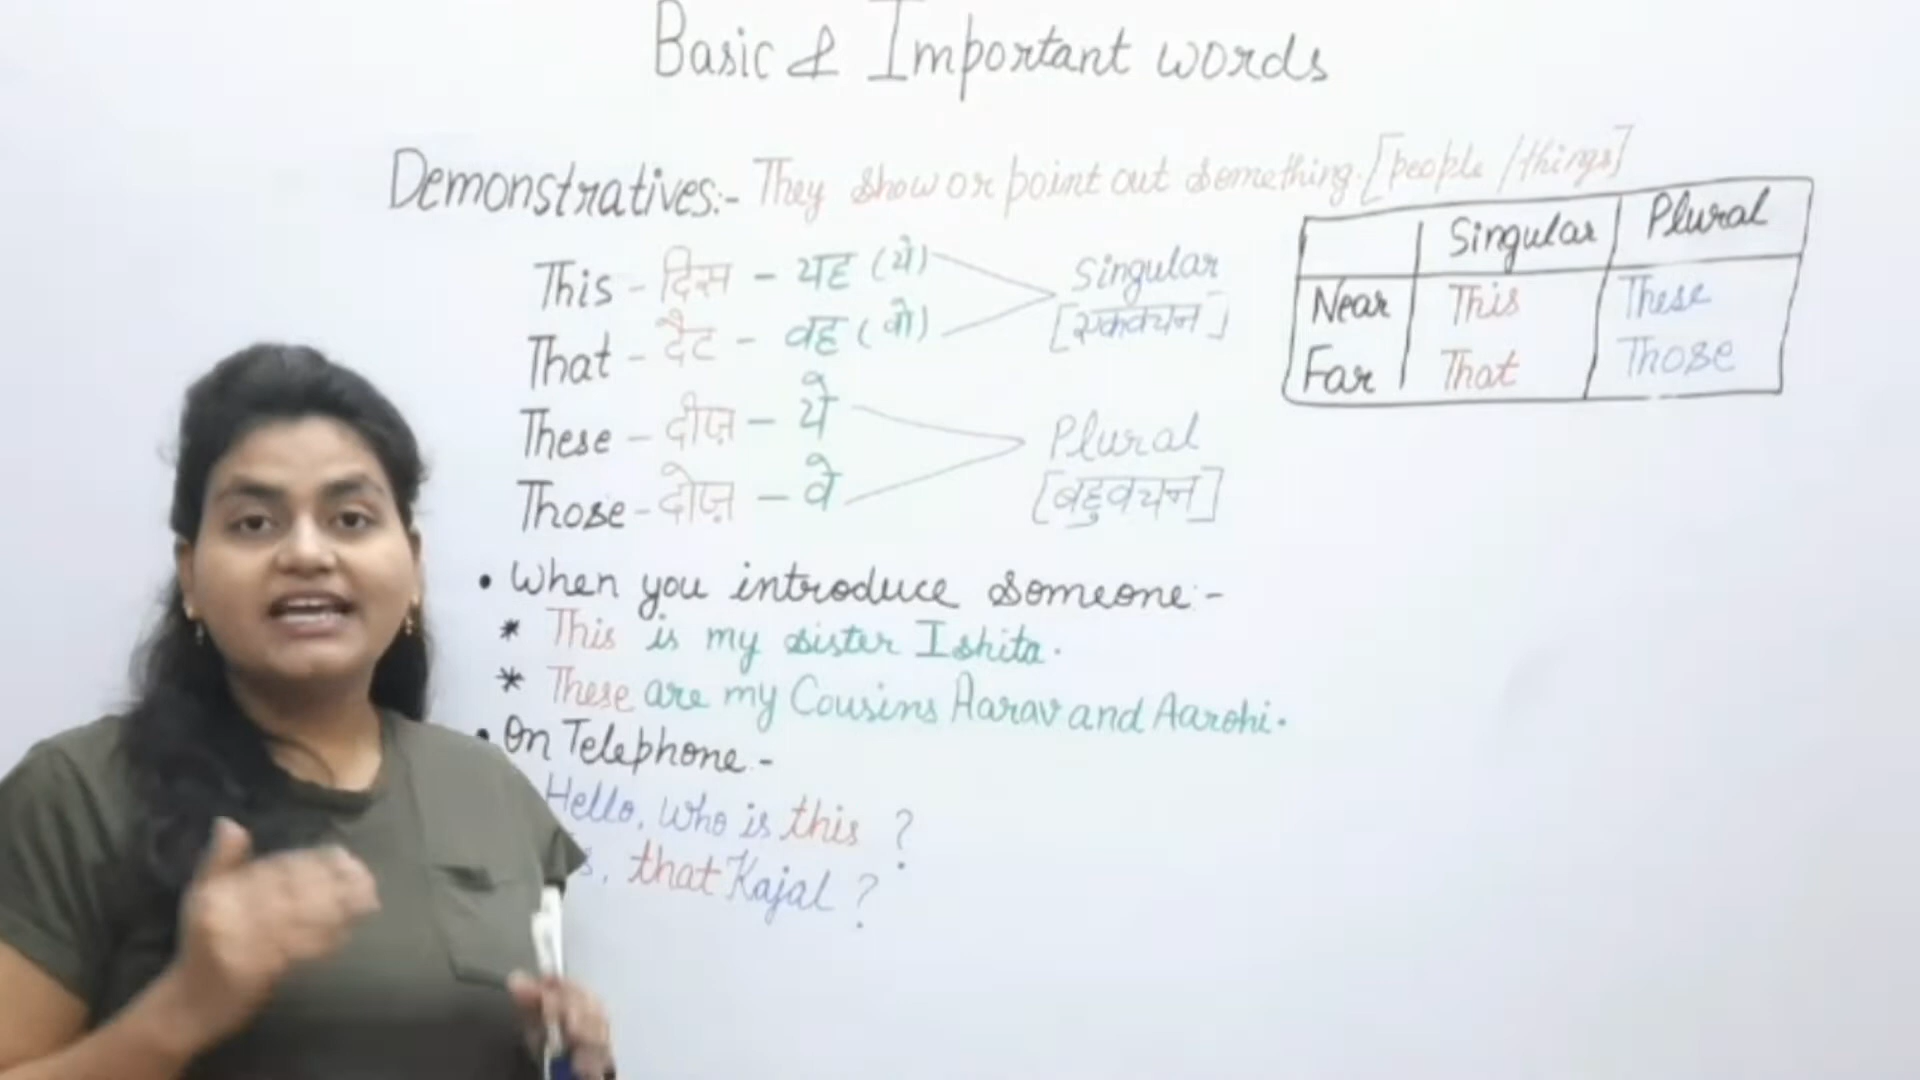 Basic & Important words
Demonstratives:- They show or point out something. [people / things]
This - दिस - यह (ये)
That - दैट - वह (वो)
Singular
[एकवचन]
These - दीज़ - ये
Those - दोज़ - वे
Plural
[बहुवचन]
Singular Plural
Near This These
Far That Those
• When you introduce someone:-
* This is my sister Ishita.
* These are my Cousins Aarav and Aarohi.
• On Telephone:-
Hello, who is this ?
s, that Kajal ?